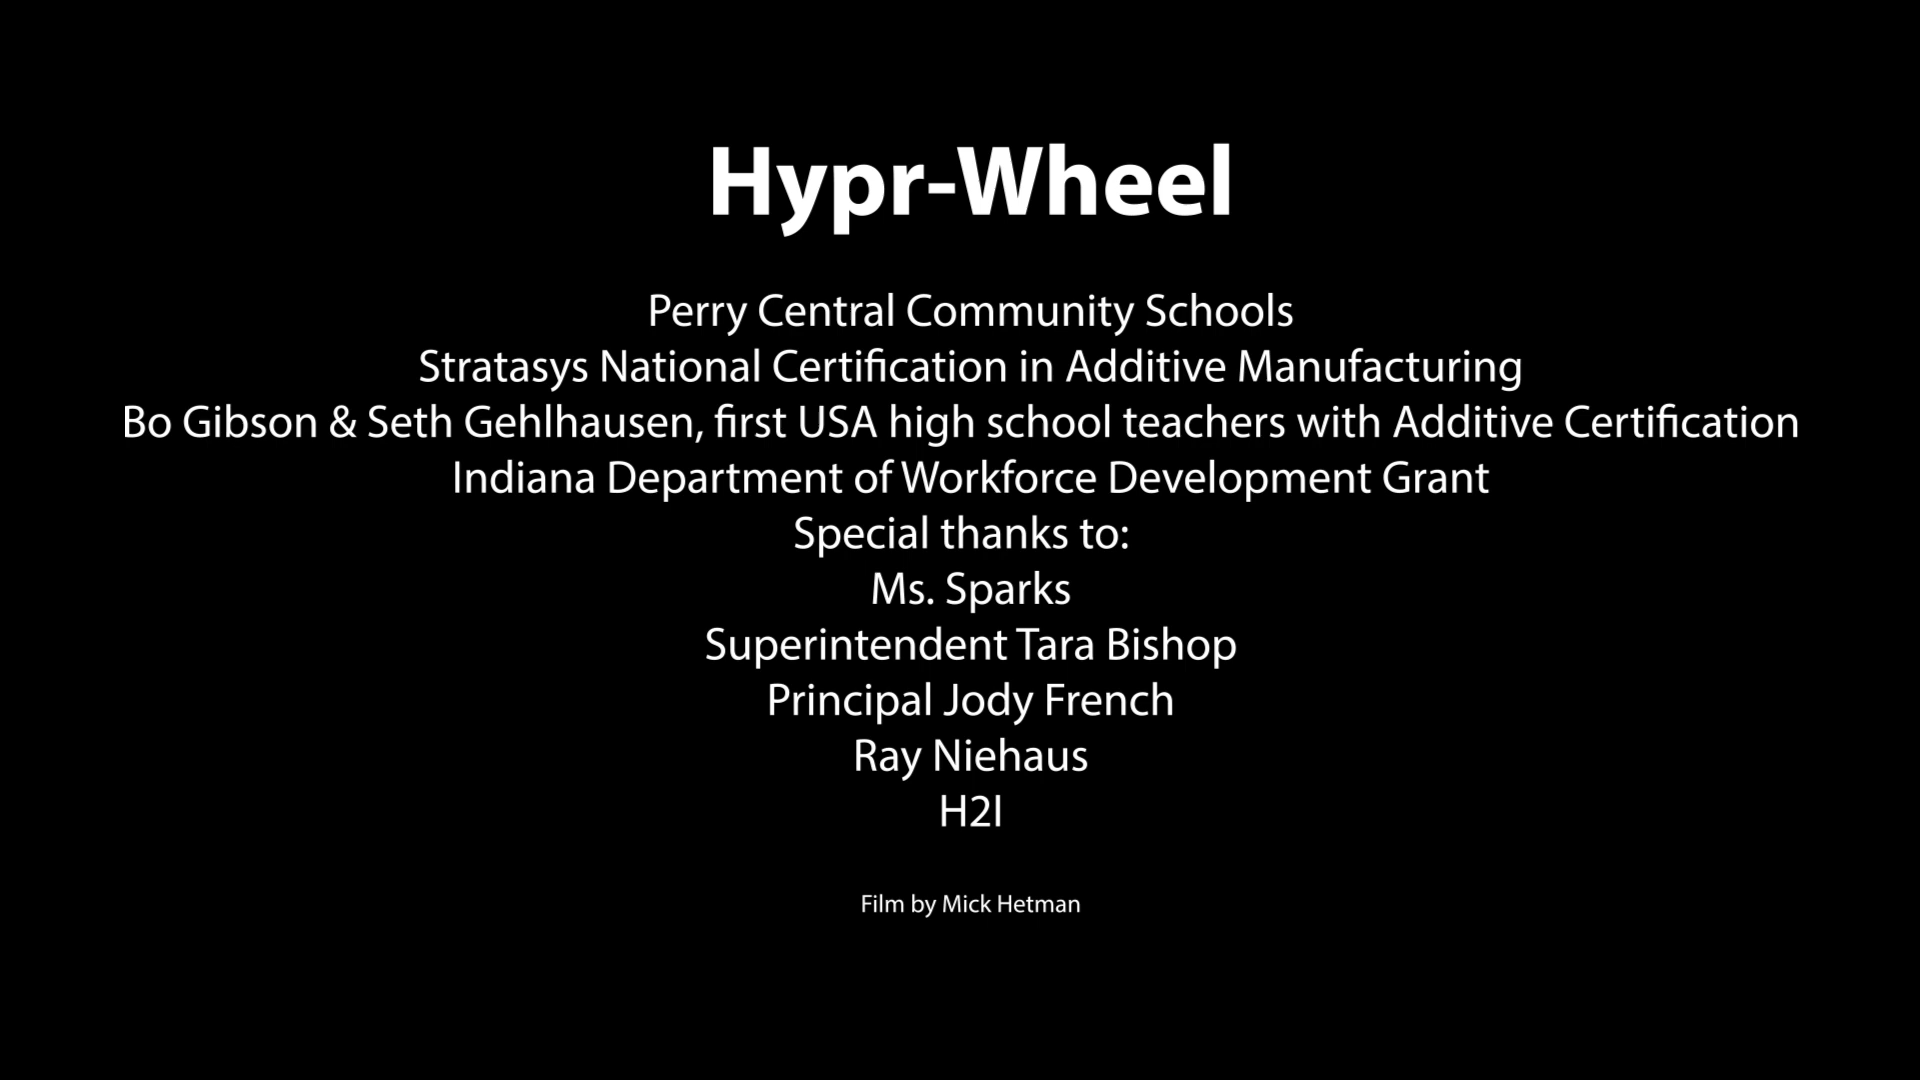 Hypr-Wheel
Perry Central Community Schools
Stratasys National Certification in Additive Manufacturing
Bo Gibson & Seth Gehlhausen, first USA high school teachers with Additive Certification
Indiana Department of Workforce Development Grant
Special thanks to:
Ms. Sparks
Superintendent Tara Bishop
Principal Jody French
Ray Niehaus
H2I
Film by Mick Hetman